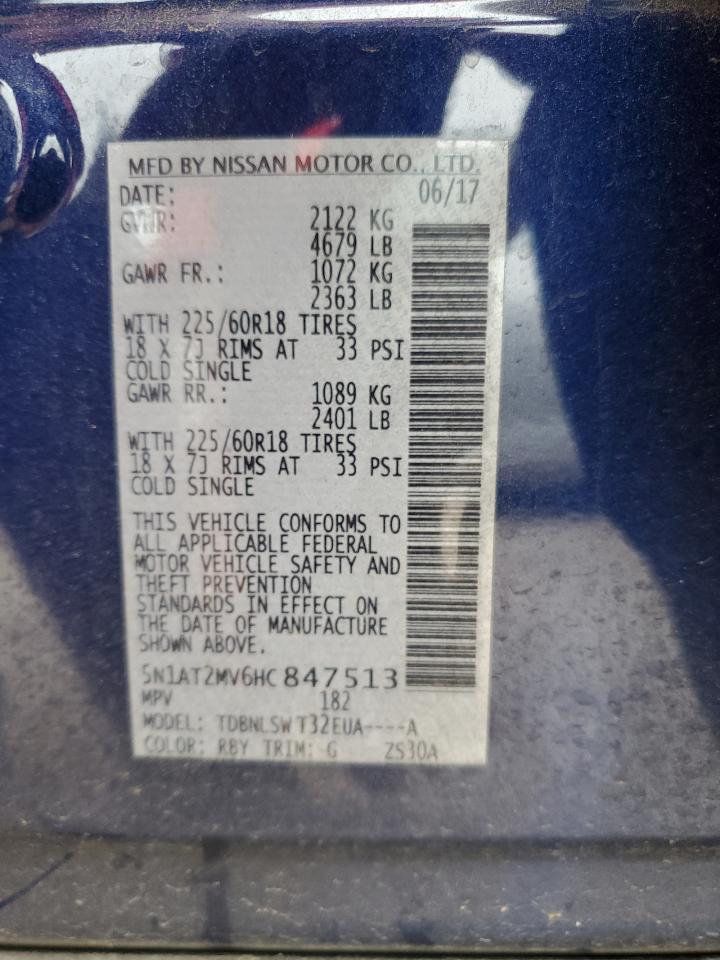 MFD BY NISSAN MOTOR CO., LTD.
DATE: 06/17
GVWR: 2122 KG
4679 LB
GAWR FR.: 1072 KG
2363 LB
WITH 225/60R18 TIRES
18 X 7J RIMS AT 33 PSI
COLD SINGLE
GAWR RR.: 1089 KG
2401 LB
WITH 225/60R18 TIRES
18 X 7J RIMS AT 33 PSI
COLD SINGLE
THIS VEHICLE CONFORMS TO
ALL APPLICABLE FEDERAL
MOTOR VEHICLE SAFETY AND
THEFT PREVENTION
STANDARDS IN EFFECT ON
THE DATE OF MANUFACTURE
SHOWN ABOVE.
5N1AT2MV6HC847513
MPV 182
MODEL: TDBNLSW T32EUA----A
COLOR: RBY TRIM: G ZS30A